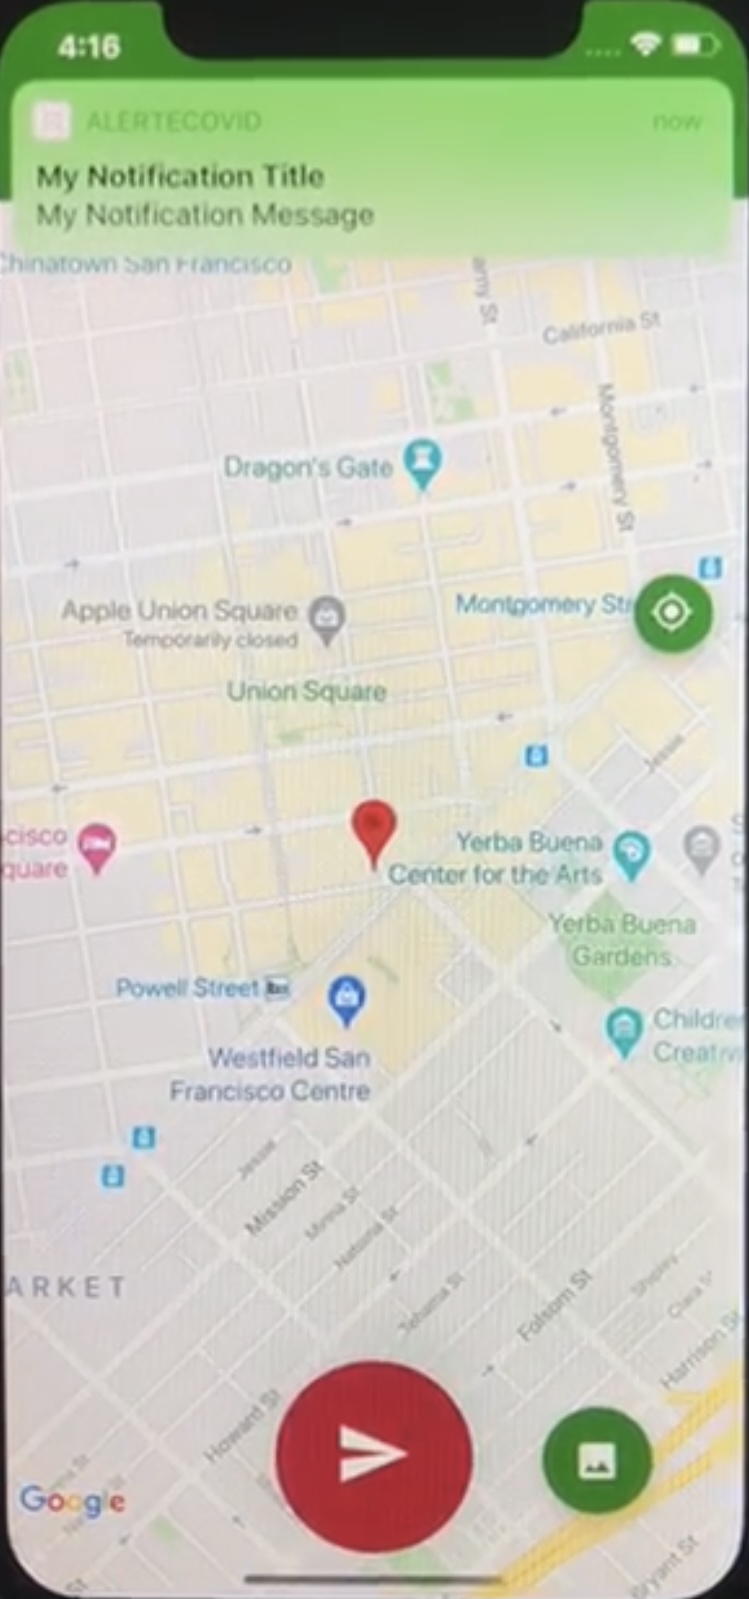 4:16
ALERTECOVID
now
My Notification Title
My Notification Message
Chinatown San Francisco
California St
Montgomery St
Dragon's Gate
Apple Union Square
Temporarily closed
Montgomery Str
Union Square
Jessie
cisco
quare
Yerba Buena
Center for the Arts
Yerba Buena
Gardens
Powell Street
Westfield San
Francisco Centre
Childre
Creativi
Jessie
Mission St
Minna St
Natoma St
ARKET
Tehama St
Folsom St
Shipley
Clara St
Harrison St
Howard St
Google
Bryant St